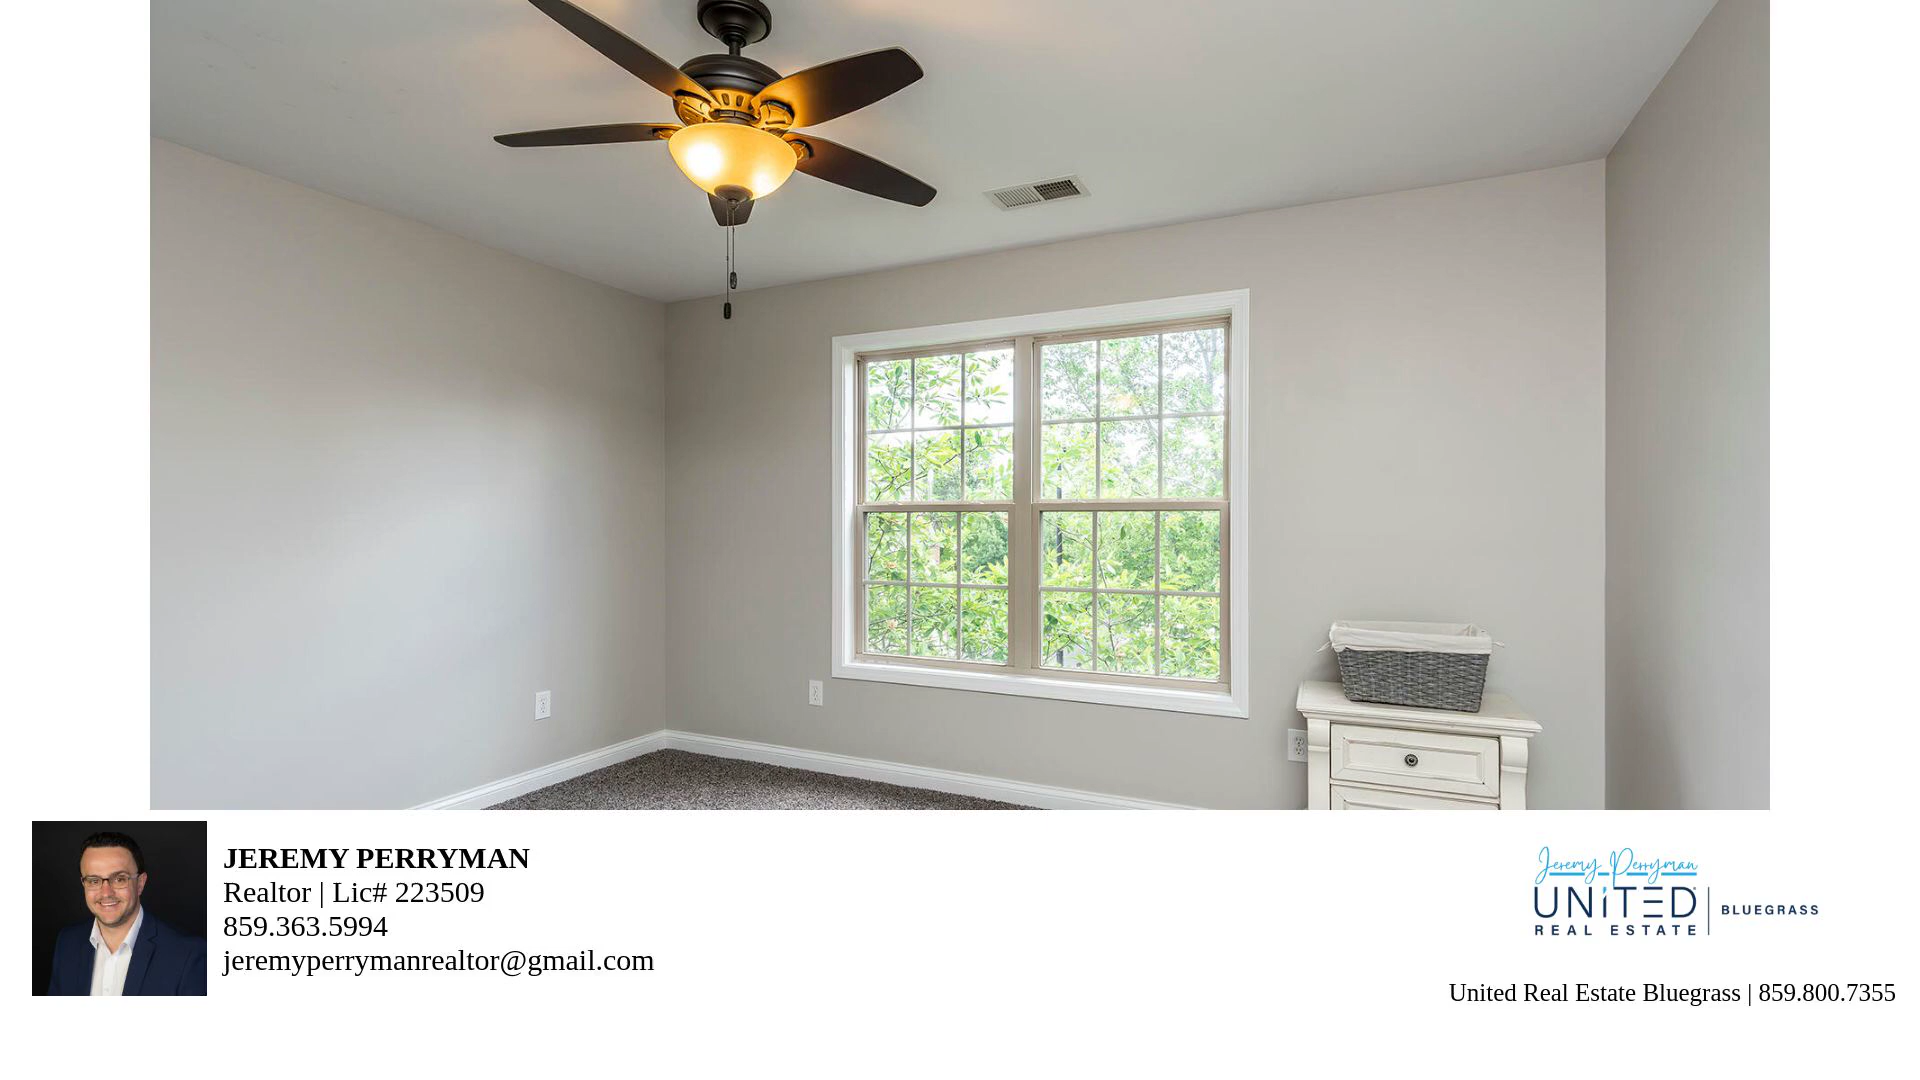 JEREMY PERRYMAN
Realtor | Lic# 223509
859.363.5994
jeremyperrymanrealtor@gmail.com
Jeremy Perryman
UNiTED
REAL ESTATE
BLUEGRASS
United Real Estate Bluegrass | 859.800.7355